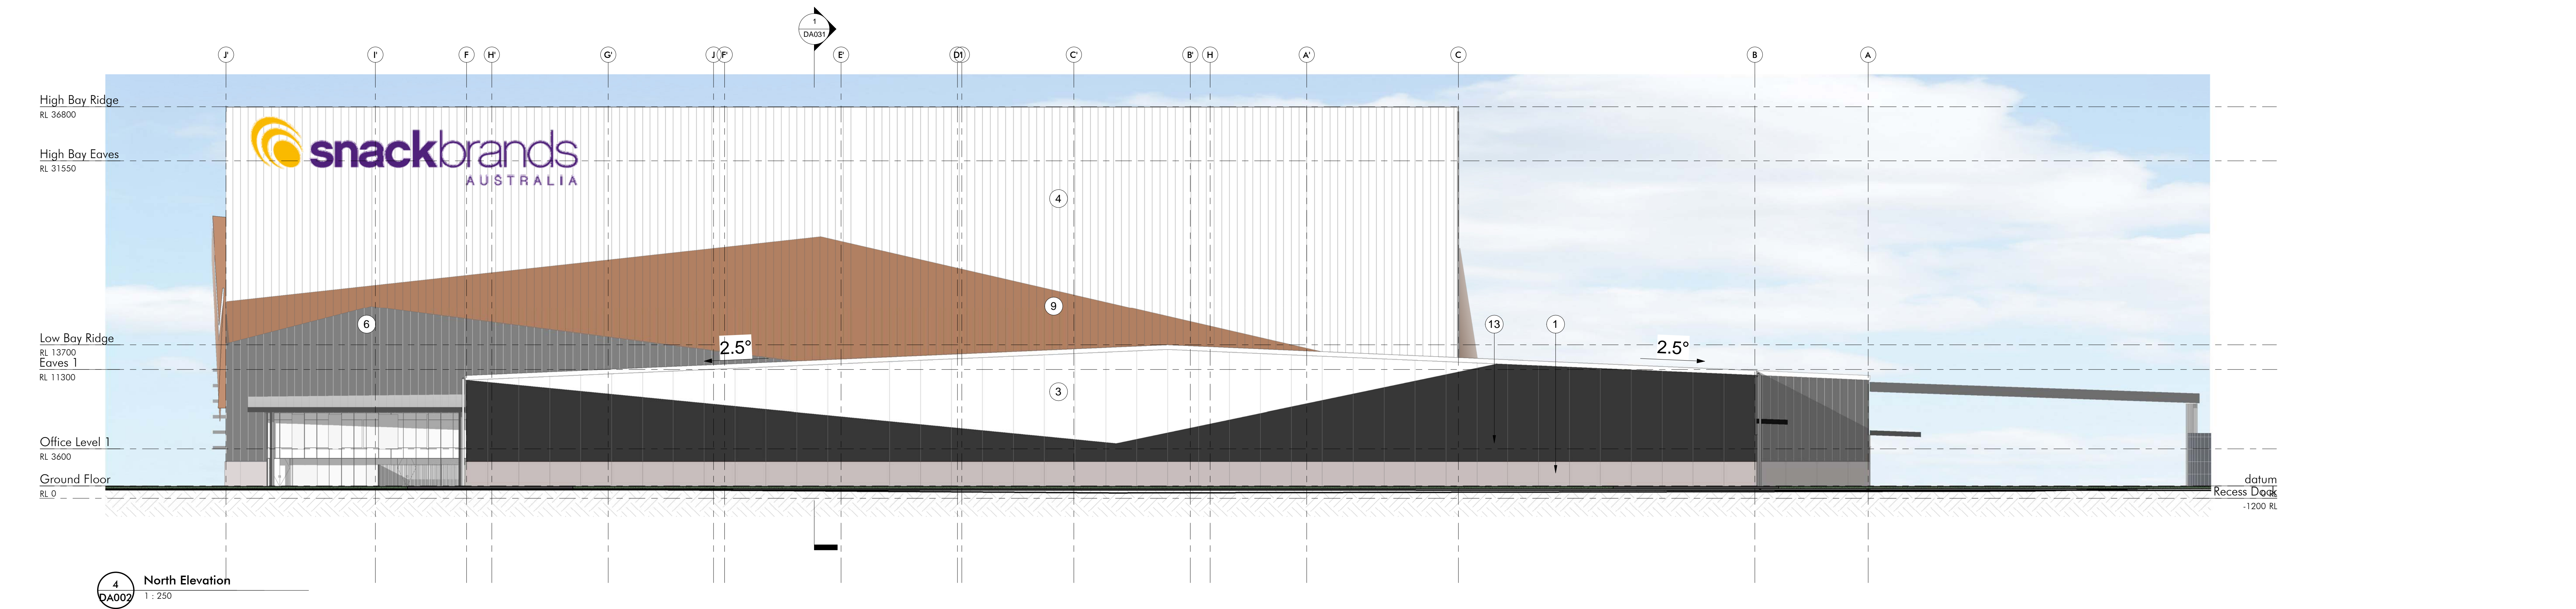 1
DA031
J'
I'
F
H'
G'
J
F'
E'
D1
C'
B'
H
A'
C
B
A
High Bay Ridge
RL 36800
snackbrands
AUSTRALIA
High Bay Eaves
RL 31550
4
9
6
13
1
Low Bay Ridge
RL 13700
2.5°
2.5°
Eaves 1
RL 11300
3
Office Level 1
RL 3600
Ground Floor
RL 0
datum
Recess Dock
-1200 RL
4
DA002
North Elevation
1 : 250